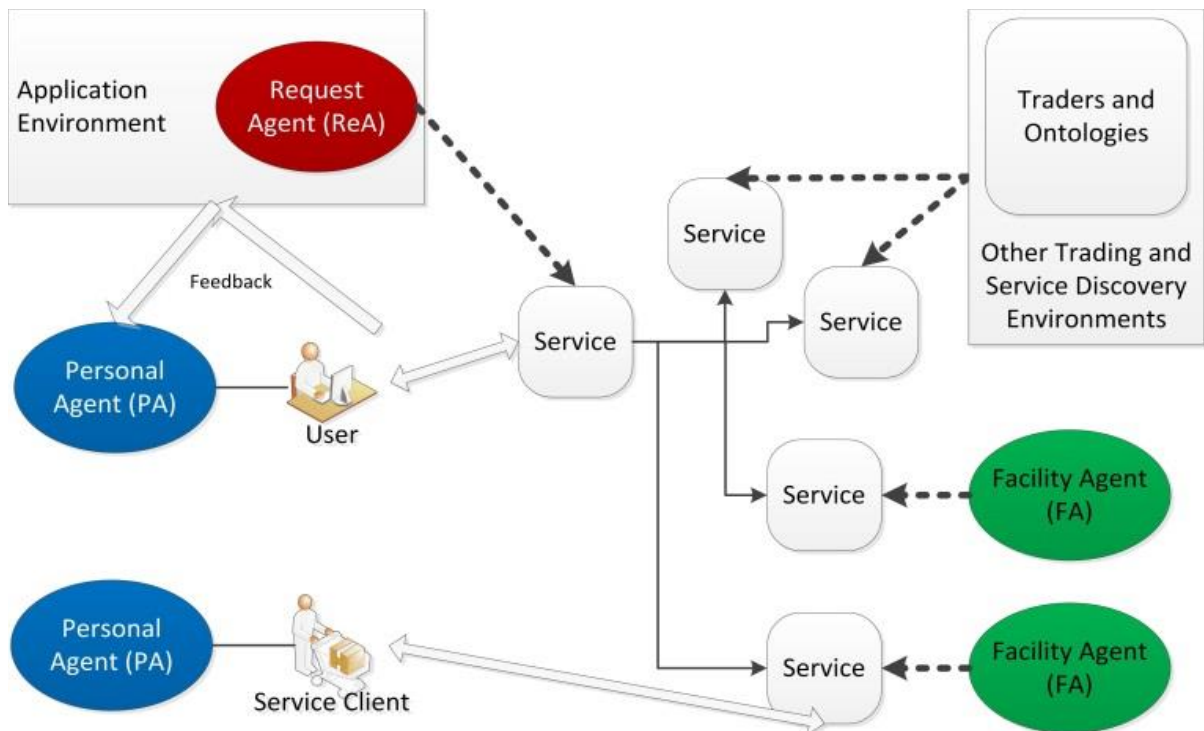 Application
Environment
Request
Agent (ReA)
Traders and
Ontologies
Service
Other Trading and
Service Discovery
Environments
Feedback
Service
Service
Personal
Agent (PA)
User
Service
Facility Agent
(FA)
Personal
Agent (PA)
Service Client
Service
Facility Agent
(FA)